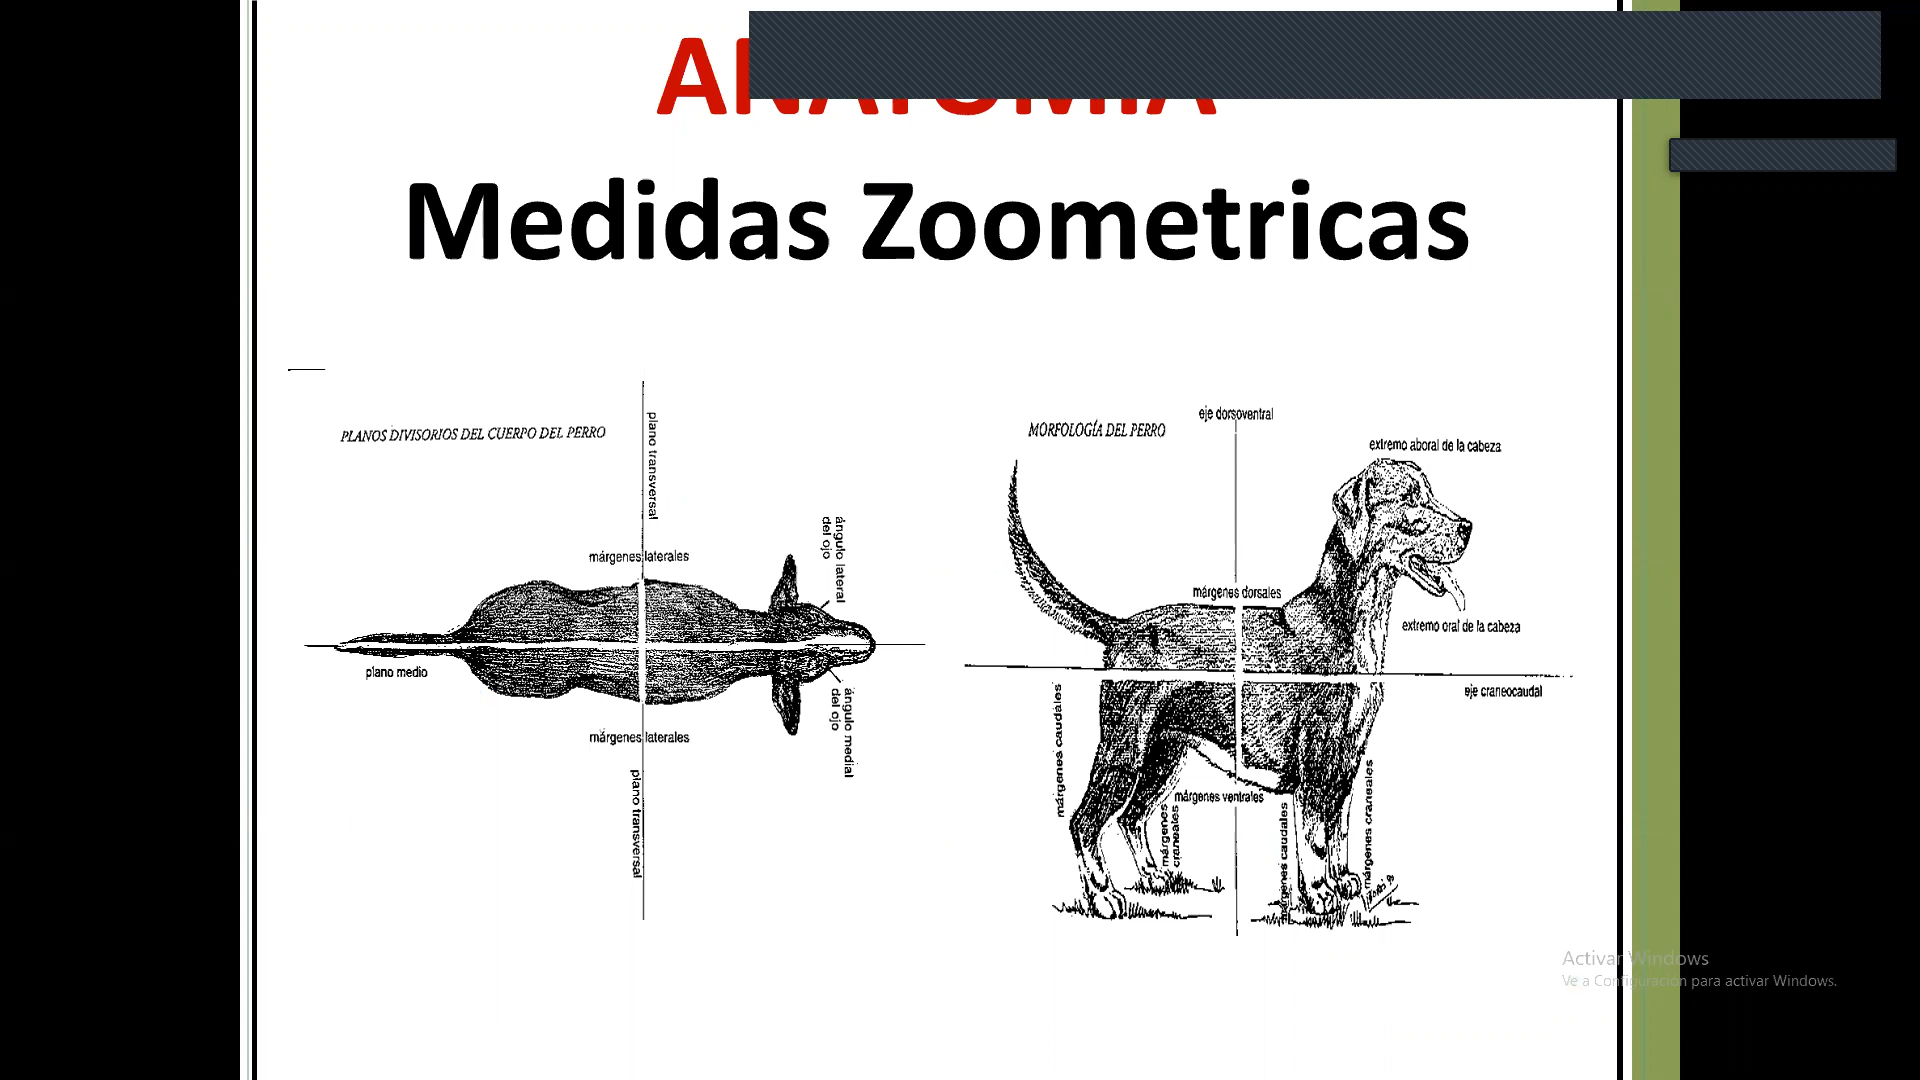 ANATOMIA
Medidas Zoometricas
PLANOS DIVISORIOS DEL CUERPO DEL PERRO
plano transversal
márgenes laterales
ángulo lateral
del ojo
plano medio
ángulo medial
del ojo
márgenes laterales
plano transversal
MORFOLOGÍA DEL PERRO
eje dorsoventral
extremo aboral de la cabeza
márgenes dorsales
extremo oral de la cabeza
eje craneocaudal
márgenes caudales
márgenes ventrales
márgenes
craneales
márgenes caudales
márgenes craneales
Activar Windows
Ve a Configuración para activar Windows.